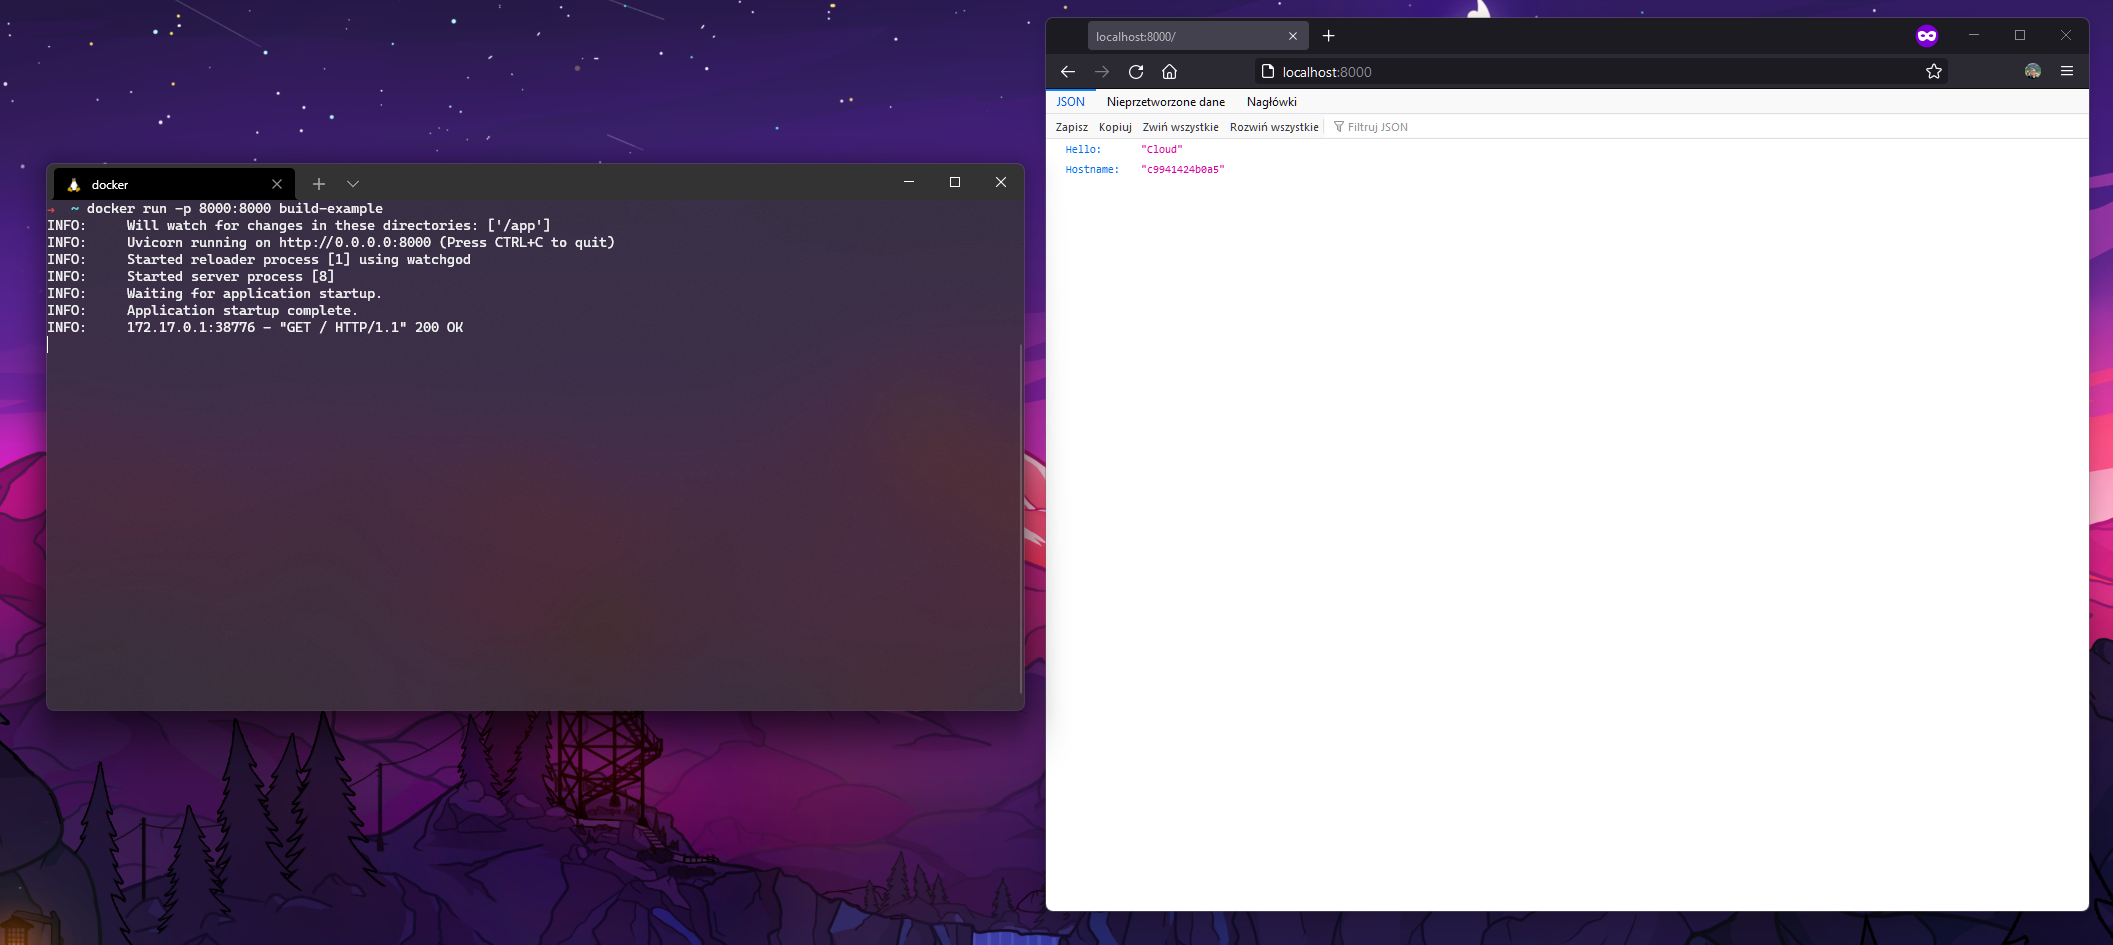 docker
→ ~ docker run -p 8000:8000 build-example
INFO: Will watch for changes in these directories: ['/app']
INFO: Uvicorn running on http://0.0.0.0:8000 (Press CTRL+C to quit)
INFO: Started reloader process [1] using watchgod
INFO: Started server process [8]
INFO: Waiting for application startup.
INFO: Application startup complete.
INFO: 172.17.0.1:38776 - "GET / HTTP/1.1" 200 OK
localhost:8000/
localhost:8000
JSON Nieprzetworzone dane Nagłówki
Zapisz Kopiuj Zwiń wszystkie Rozwiń wszystkie Filtruj JSON
Hello: "Cloud"
Hostname: "c9941424b0a5"